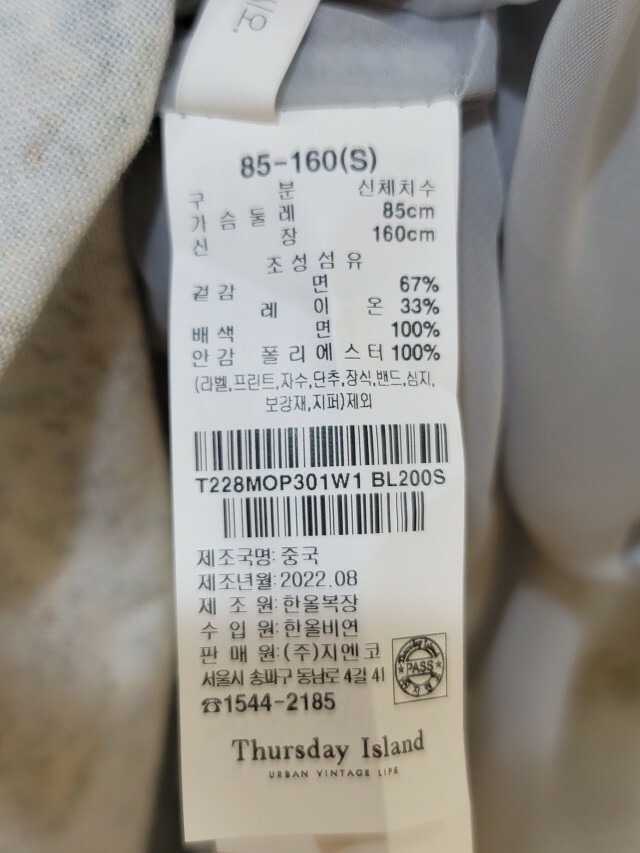 85-160(S)
구 분 신체치수
가슴둘레 85cm
신 장 160cm
조성섬유
겉감 면 67%
레이온 33%
배색 면 100%
안감 폴리에스터 100%
(라벨,프린트,자수,단추,장식,밴드,심지,
보강재,지퍼)제외
T228MOP301W1 BL200S
제조국명:중국
제조년월:2022.08
제 조 원:한올복장
수 입 원:한올비연
판 매 원:(주)지엔코
서울시 송파구 동남로 4길 41
☎1544-2185
PASS
Thursday Island
URBAN VINTAGE LIFE